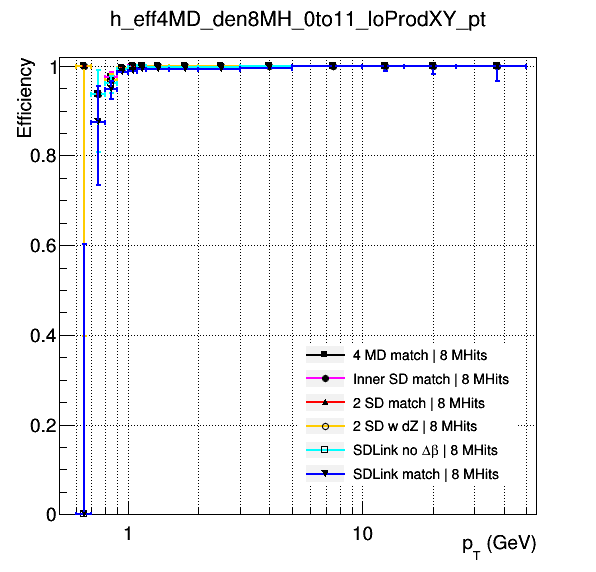 h_eff4MD_den8MH_0to11_loProdXY_pt
Efficiency
1
0.8
0.6
0.4
0.2
0
4 MD match | 8 MHits
Inner SD match | 8 MHits
2 SD match | 8 MHits
2 SD w dZ | 8 MHits
SDLink no Δβ | 8 MHits
SDLink match | 8 MHits
1
10
p_T (GeV)